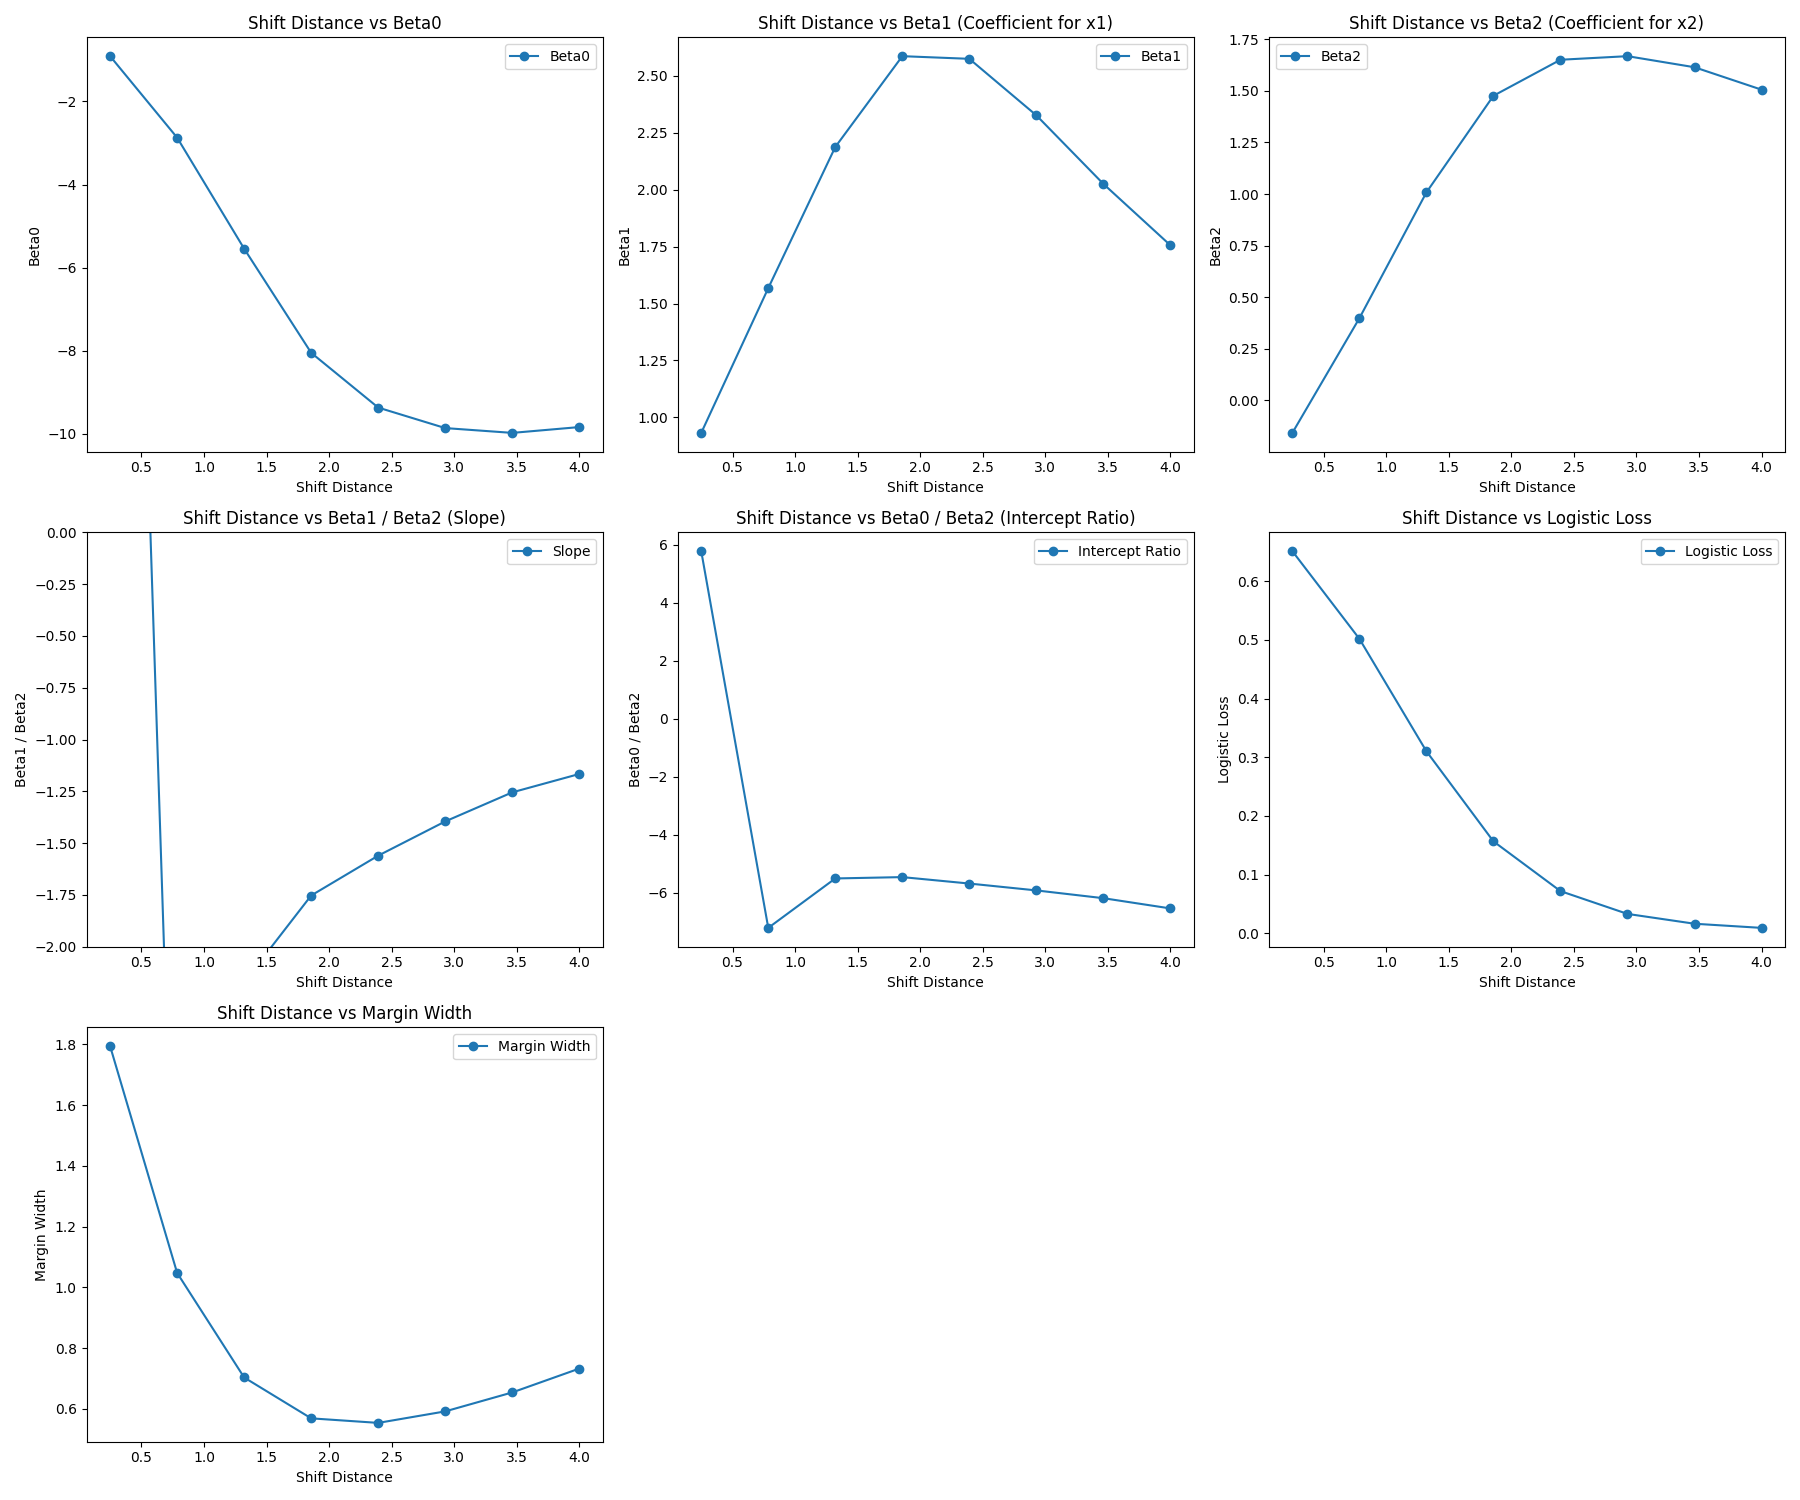 Shift Distance vs Beta0
Beta0
−2
−4
−6
−8
−10
Beta0
0.5 1.0 1.5 2.0 2.5 3.0 3.5 4.0
Shift Distance
Shift Distance vs Beta1 (Coefficient for x1)
Beta1
2.50
2.25
2.00
1.75
1.50
1.25
1.00
Beta1
0.5 1.0 1.5 2.0 2.5 3.0 3.5 4.0
Shift Distance
Shift Distance vs Beta2 (Coefficient for x2)
Beta2
1.75
1.50
1.25
1.00
0.75
0.50
0.25
0.00
Beta2
0.5 1.0 1.5 2.0 2.5 3.0 3.5 4.0
Shift Distance
Shift Distance vs Beta1 / Beta2 (Slope)
Slope
0.00
−0.25
−0.50
−0.75
−1.00
−1.25
−1.50
−1.75
−2.00
Beta1 / Beta2
0.5 1.0 1.5 2.0 2.5 3.0 3.5 4.0
Shift Distance
Shift Distance vs Beta0 / Beta2 (Intercept Ratio)
Intercept Ratio
6
4
2
0
−2
−4
−6
Beta0 / Beta2
0.5 1.0 1.5 2.0 2.5 3.0 3.5 4.0
Shift Distance
Shift Distance vs Logistic Loss
Logistic Loss
0.6
0.5
0.4
0.3
0.2
0.1
0.0
Logistic Loss
0.5 1.0 1.5 2.0 2.5 3.0 3.5 4.0
Shift Distance
Shift Distance vs Margin Width
Margin Width
1.8
1.6
1.4
1.2
1.0
0.8
0.6
Margin Width
0.5 1.0 1.5 2.0 2.5 3.0 3.5 4.0
Shift Distance